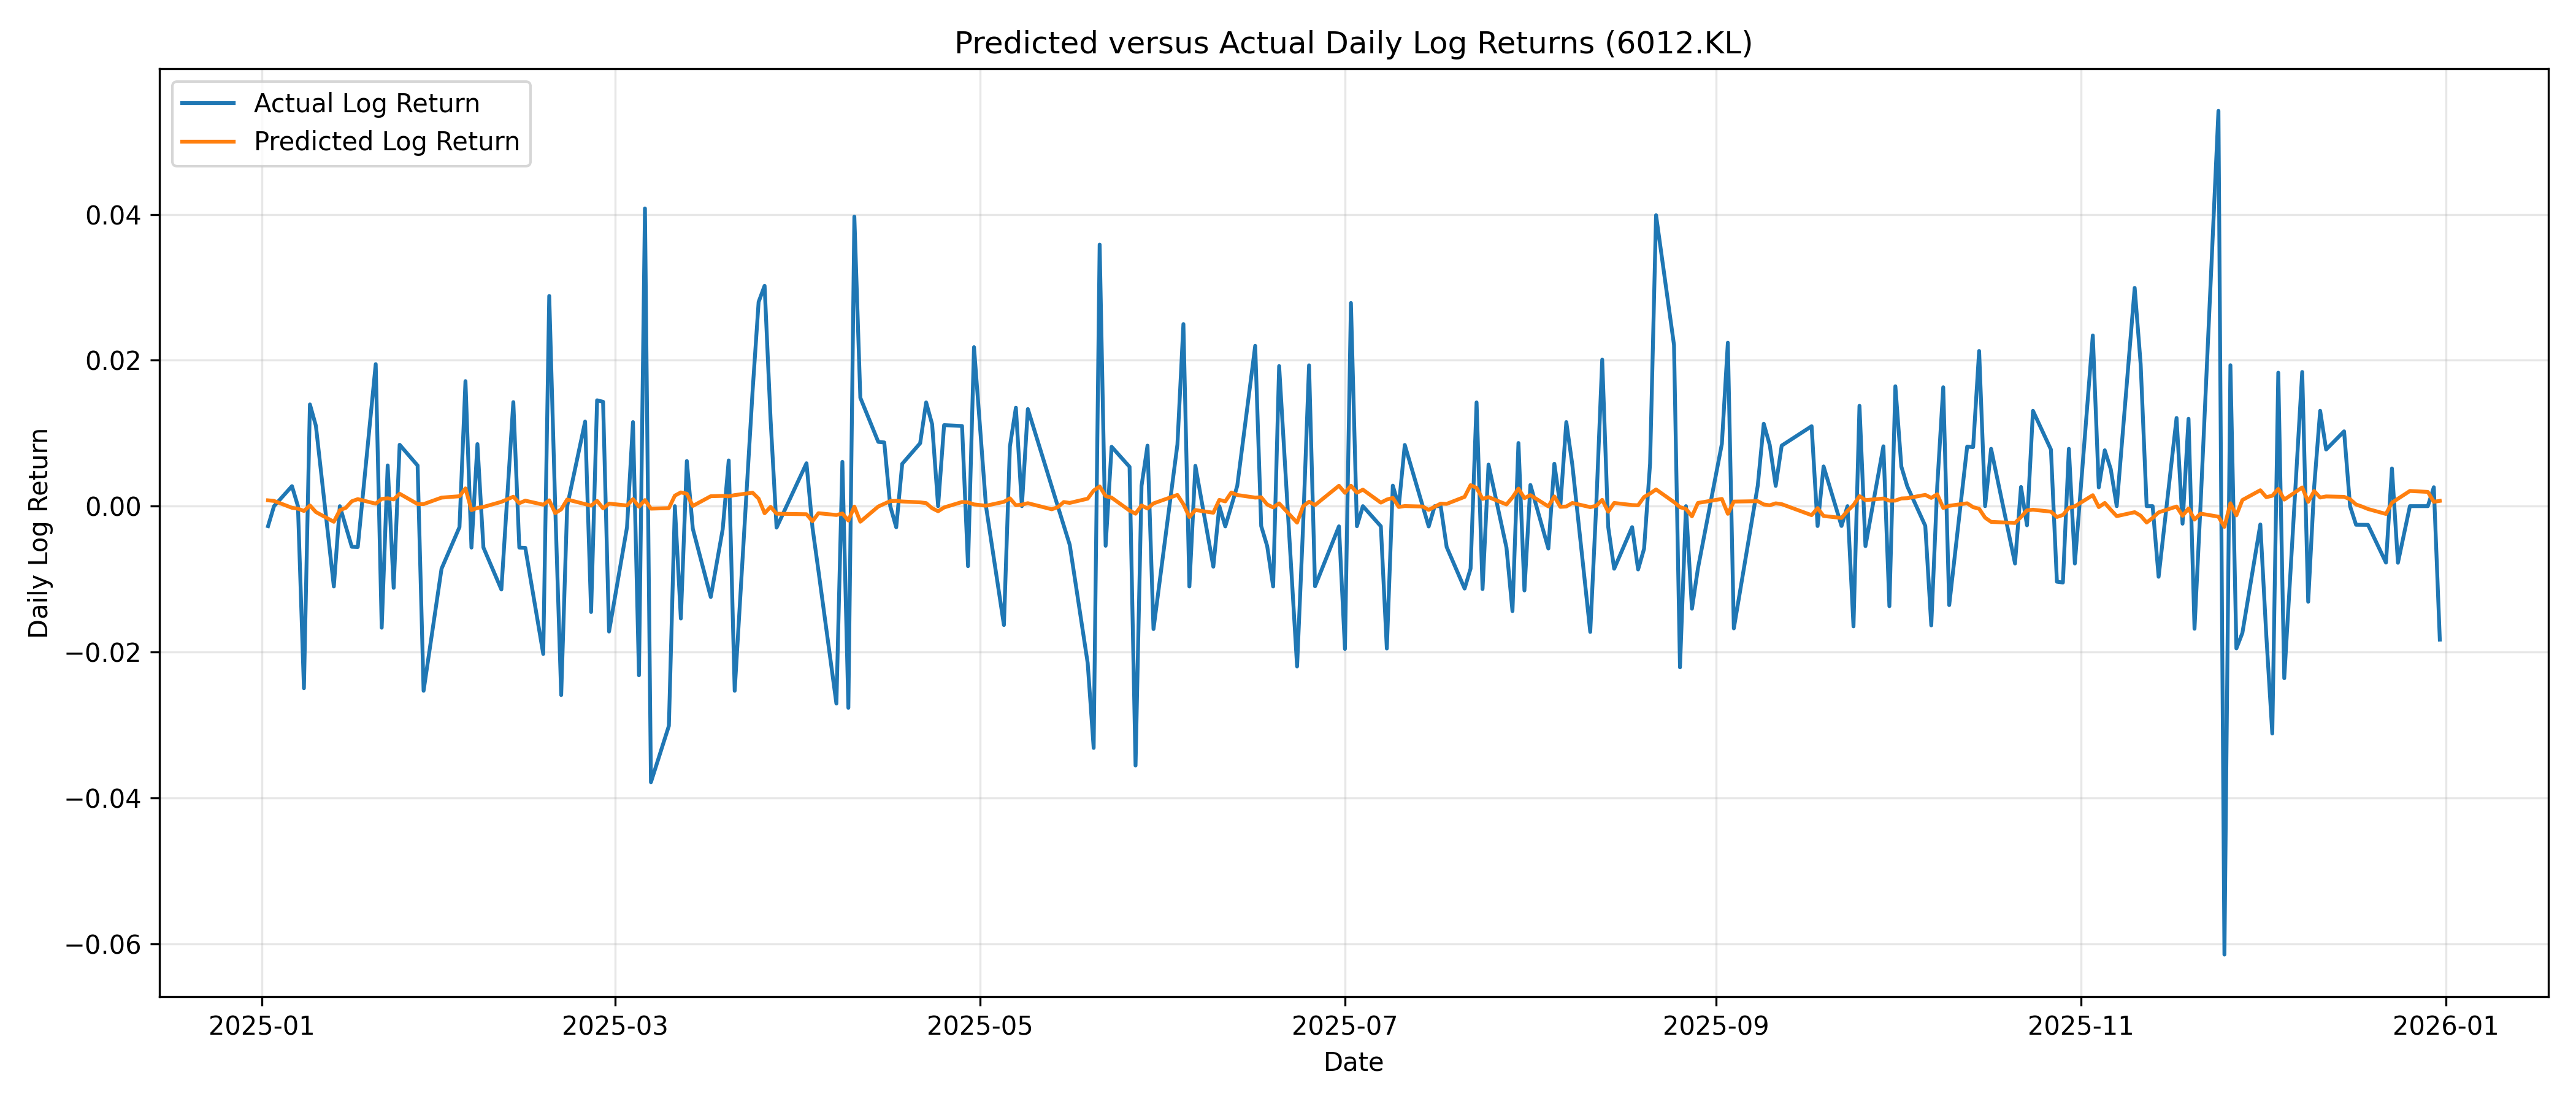 Predicted versus Actual Daily Log Returns (6012.KL)
Actual Log Return
Predicted Log Return
Daily Log Return
0.04
0.02
0.00
−0.02
−0.04
−0.06
2025-01
2025-03
2025-05
2025-07
2025-09
2025-11
2026-01
Date